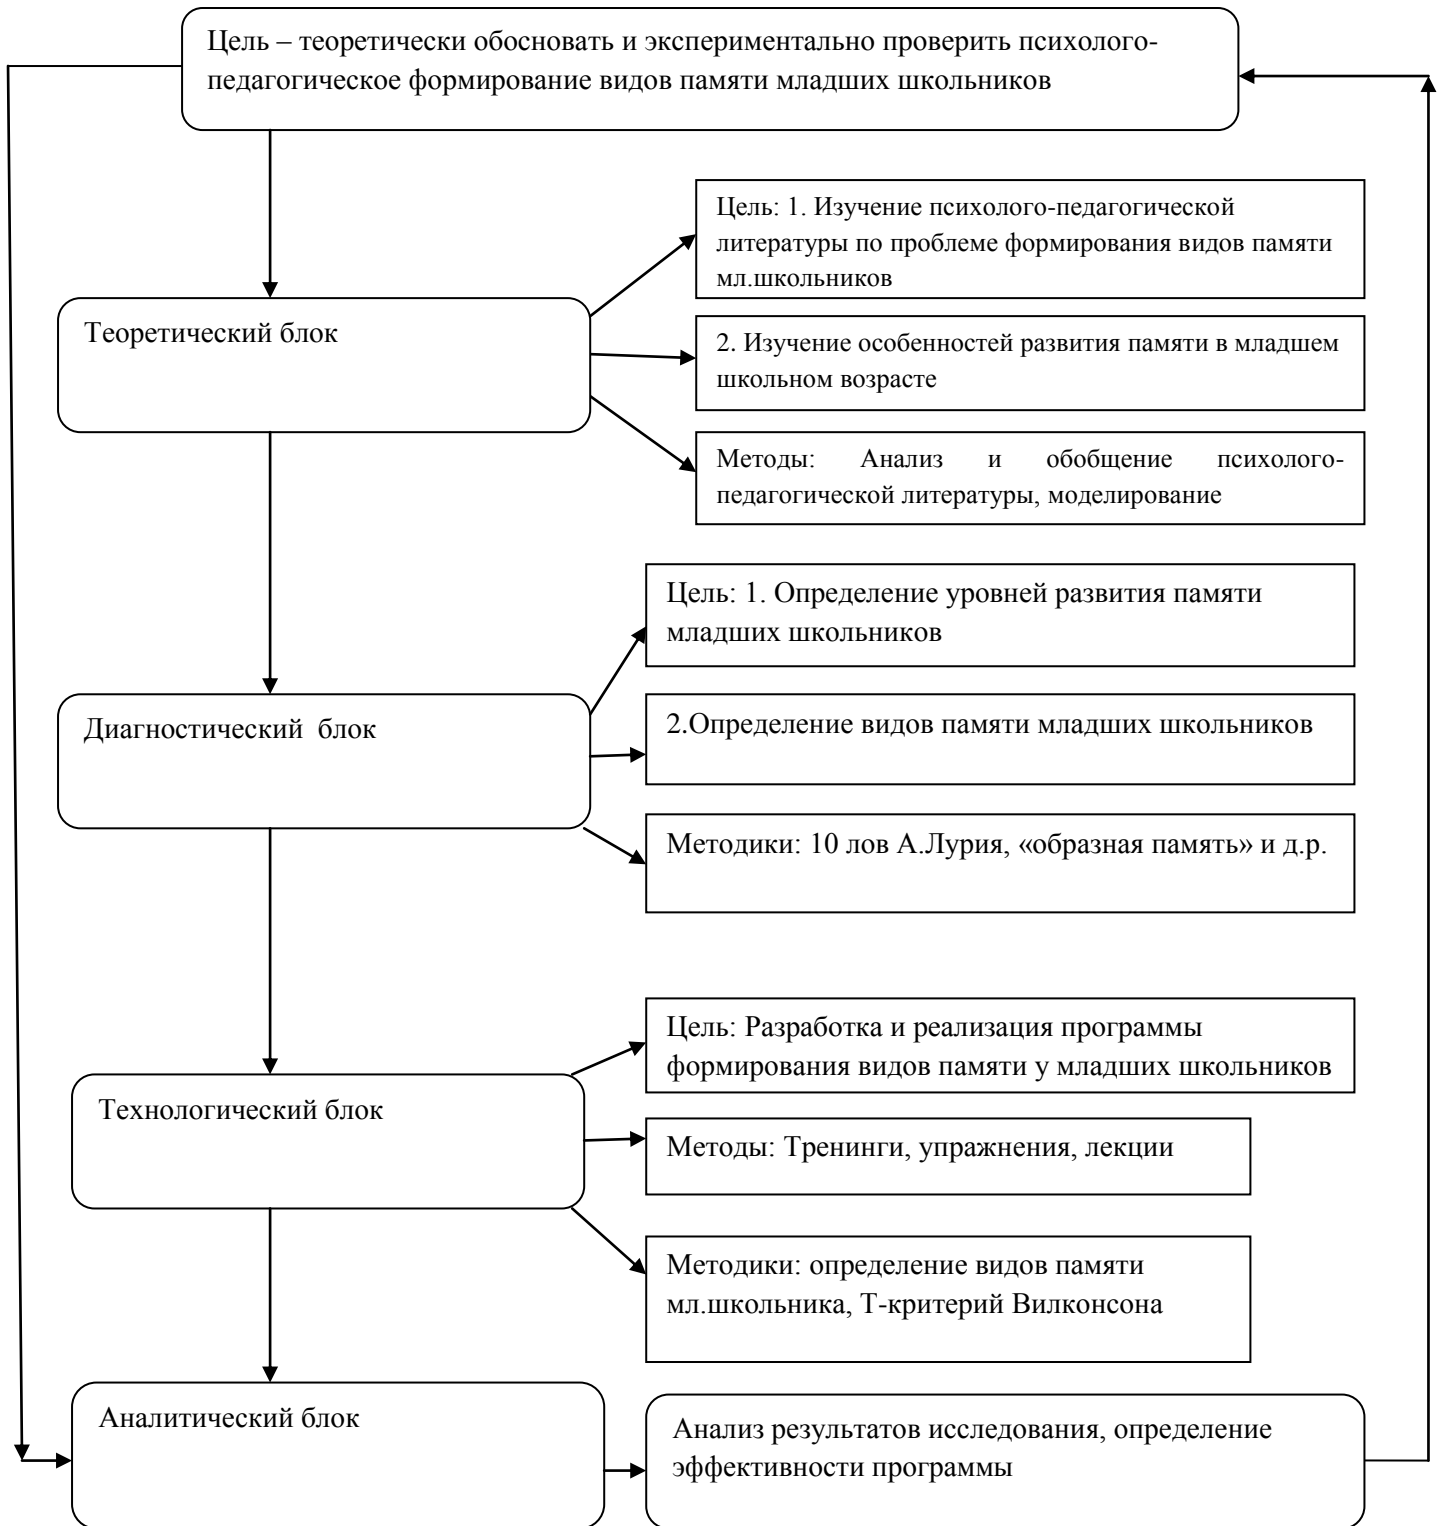 Цель – теоретически обосновать и экспериментально проверить психолого-
педагогическое формирование видов памяти младших школьников
Цель: 1. Изучение психолого-педагогической
литературы по проблеме формирования видов памяти
мл.школьников
Теоретический блок
2. Изучение особенностей развития памяти в младшем
школьном возрасте
Методы: Анализ и обобщение психолого-
педагогической литературы, моделирование
Цель: 1. Определение уровней развития памяти
младших школьников
Диагностический блок
2.Определение видов памяти младших школьников
Методики: 10 лов А.Лурия, «образная память» и д.р.
Цель: Разработка и реализация программы
формирования видов памяти у младших школьников
Технологический блок
Методы: Тренинги, упражнения, лекции
Методики: определение видов памяти
мл.школьника, Т-критерий Вилконсона
Аналитический блок
Анализ результатов исследования, определение
эффективности программы